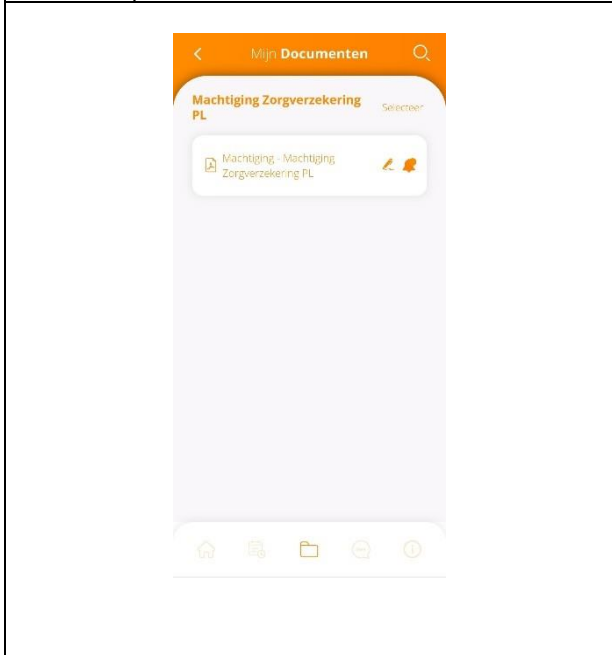 Mijn Documenten
Machtiging Zorgverzekering
PL
Selecteer
Machtiging - Machtiging
Zorgverzekering PL